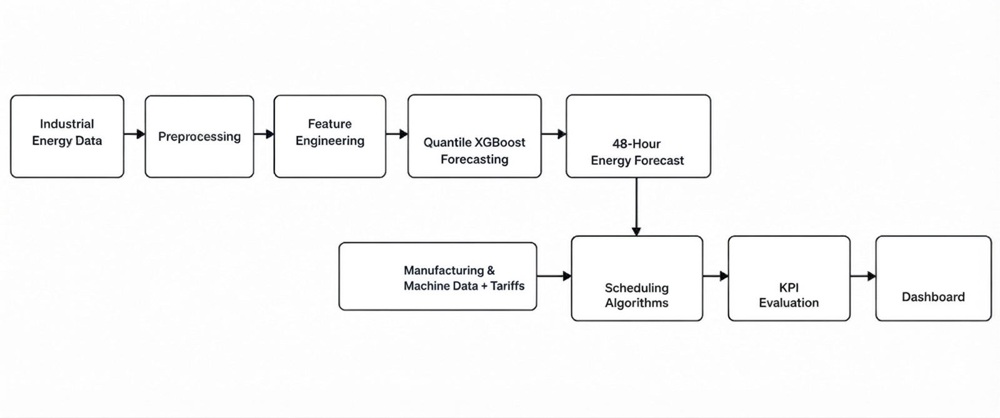 Industrial
Energy Data
Preprocessing
Feature
Engineering
Quantile XGBoost
Forecasting
48-Hour
Energy Forecast
Manufacturing &
Machine Data + Tariffs
Scheduling
Algorithms
KPI
Evaluation
Dashboard